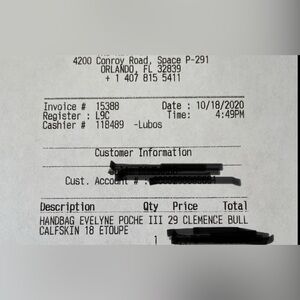 4200 Conroy Road, Space P-291
ORLANDO, FL 32839
+ 1 407 815 5411
Invoice # 15388 Date : 10/18/2020
Register : L9C Time: 4:49PM
Cashier # 118489 -Lubos
Customer Information
Cust. Account # :
Description Qty Price Total
HANDBAG EVELYNE POCHE III 29 CLEMENCE BULL
CALFSKIN 18 ETOUPE
1